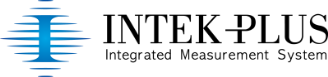 INTEK-PLUS
Integrated Measurement System